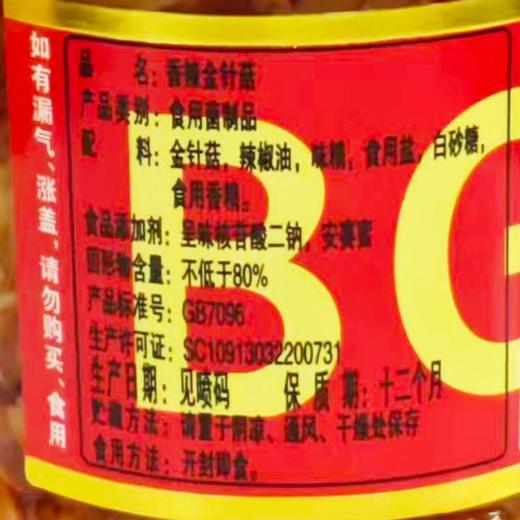 如有漏气、涨盖,请勿购买、食用
品 名:香辣金针菇
产品类别:食用菌制品
配 料:金针菇,辣椒油,味精,食用盐,白砂糖,
食用香精。
食品添加剂:呈味核苷酸二钠,安赛蜜
固形物含量:不低于80%
产品标准号:GB7096
生产许可证:SC10913032200731
生产日期:见喷码 保 质 期:十二个月
贮藏方法:请置于阴凉、通风、干燥处保存
食用方法:开封即食。
BG